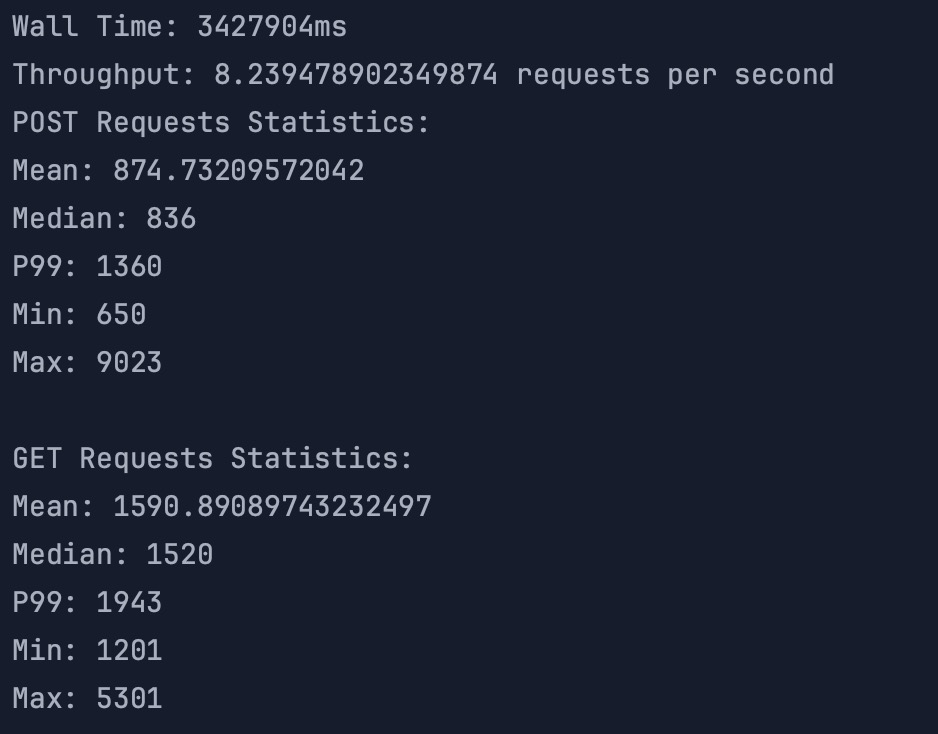 Wall Time: 3427904ms
Throughput: 8.239478902349874 requests per second
POST Requests Statistics:
Mean: 874.73209572042
Median: 836
P99: 1360
Min: 650
Max: 9023
GET Requests Statistics:
Mean: 1590.89089743232497
Median: 1520
P99: 1943
Min: 1201
Max: 5301